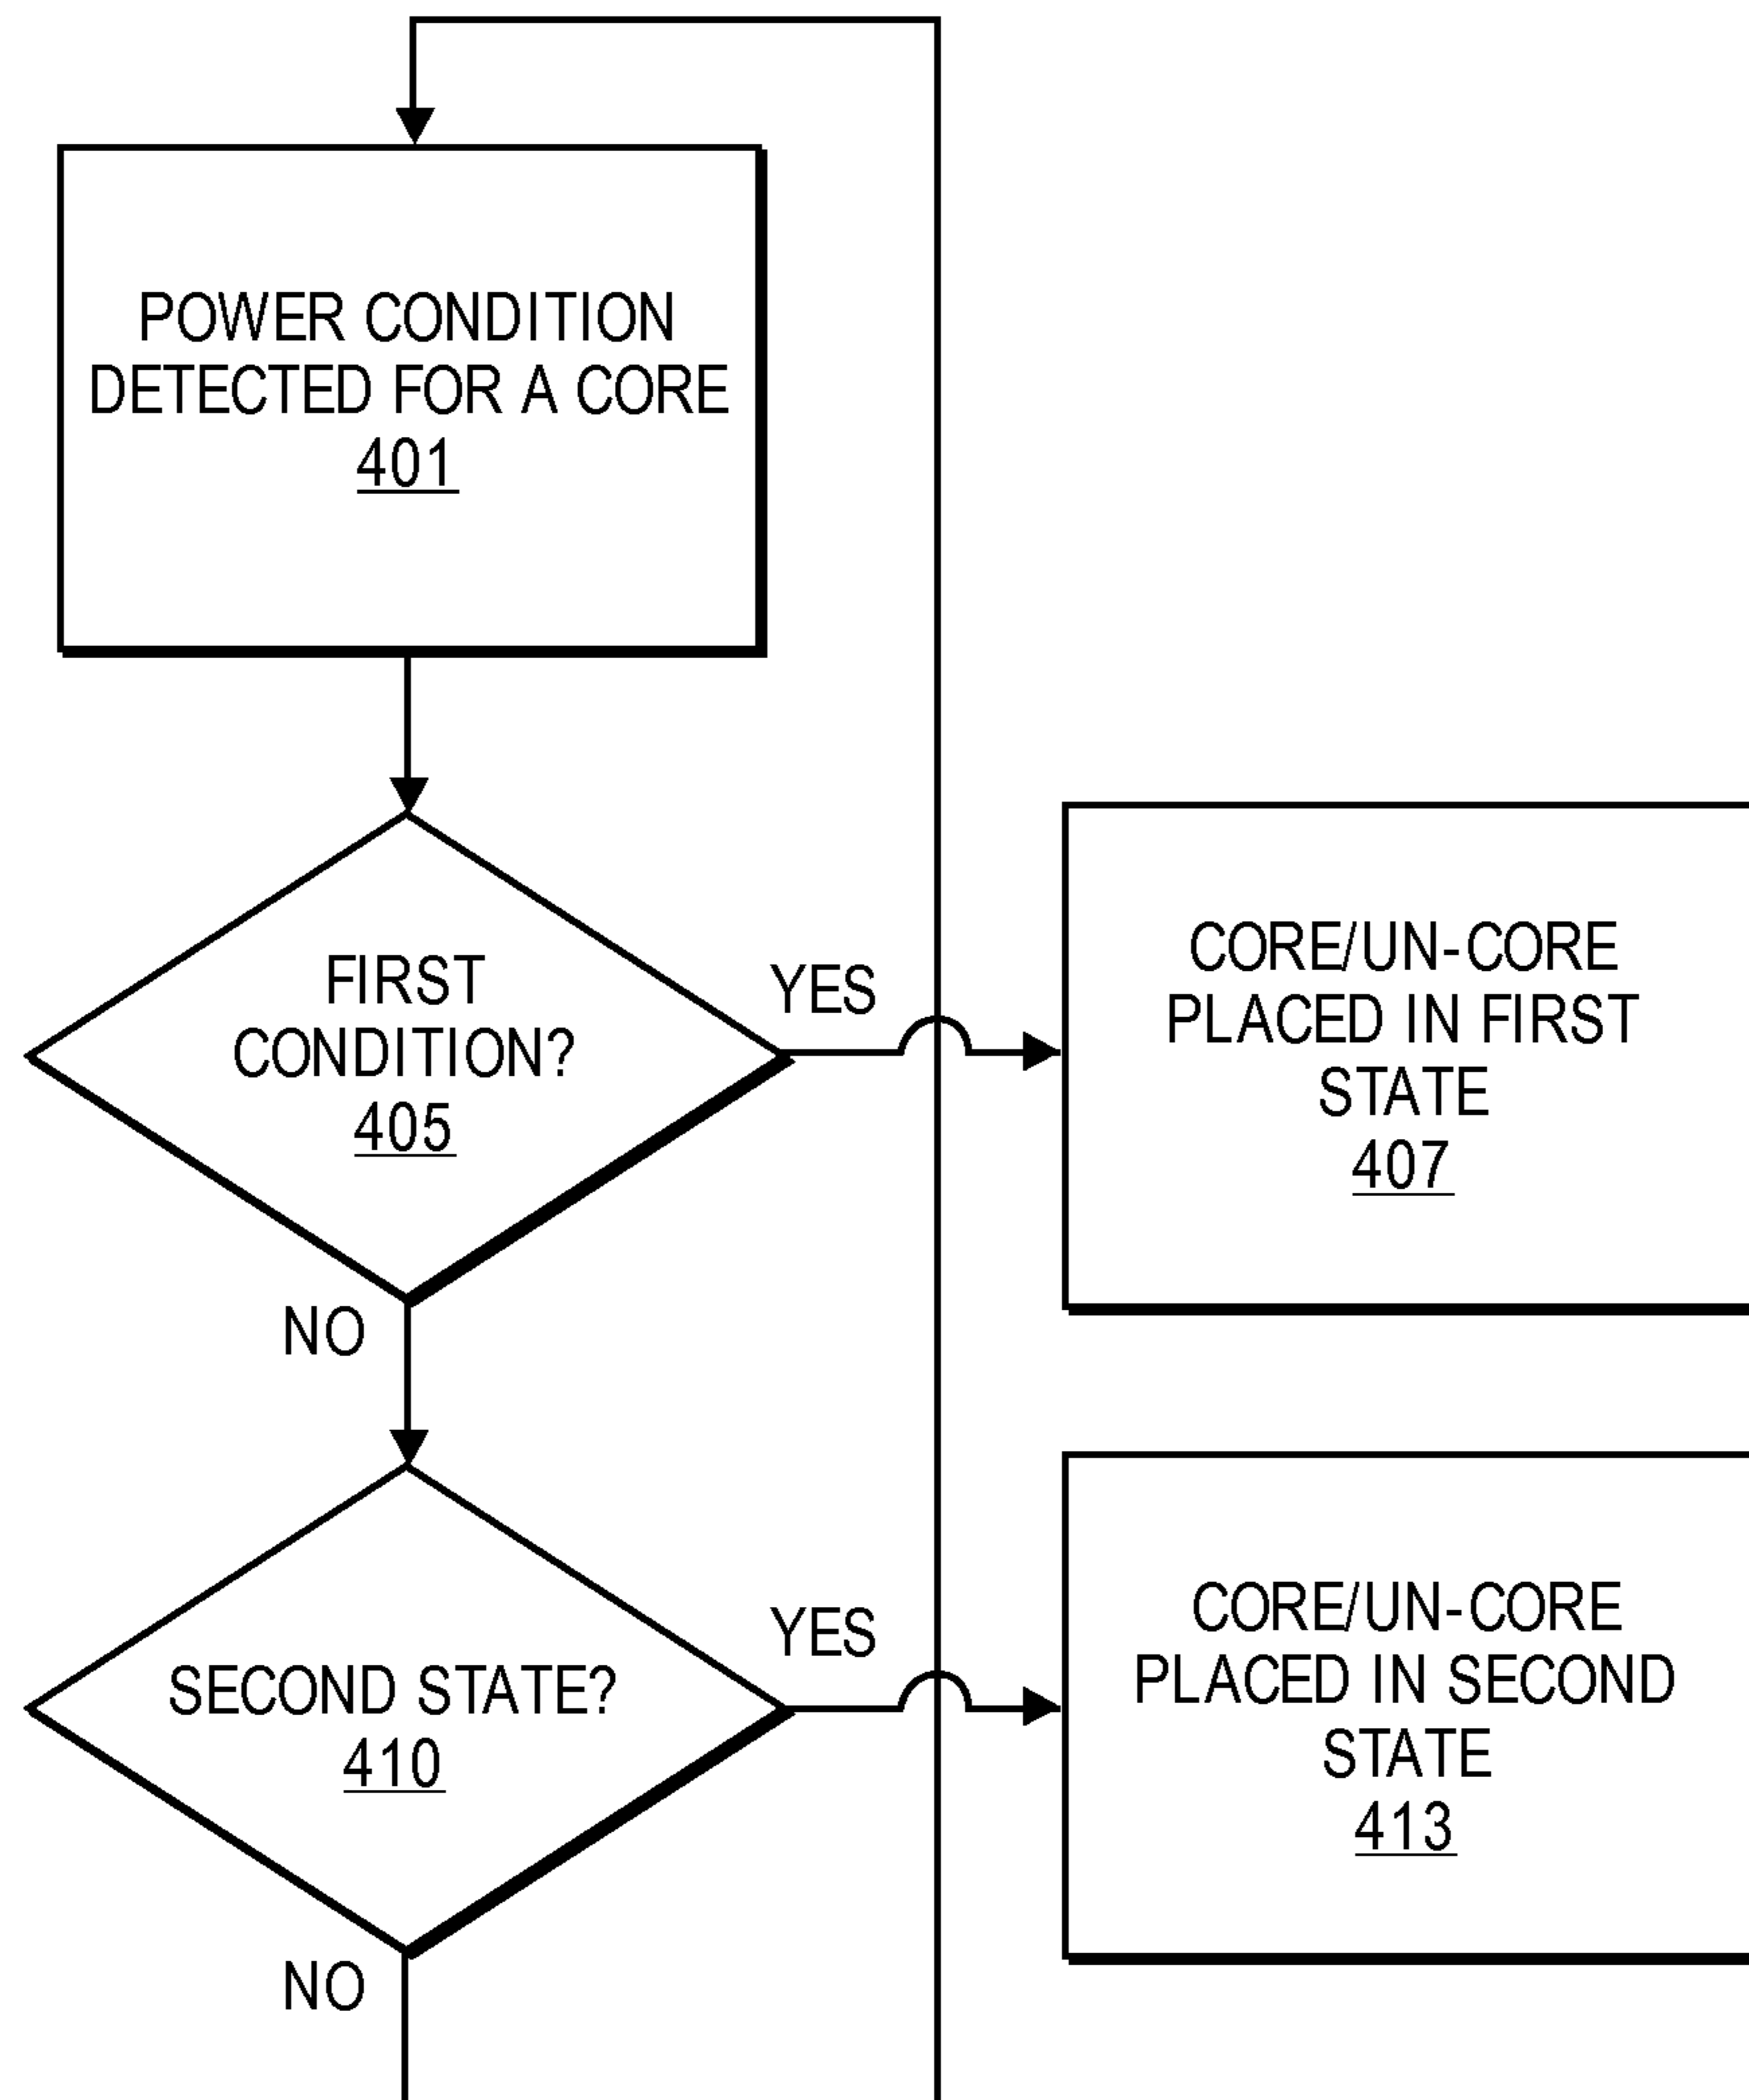 POWER CONDITION
DETECTED FOR A CORE
401
FIRST
CONDITION?
405
YES
CORE/UN-CORE
PLACED IN FIRST
STATE
407
NO
SECOND STATE?
410
YES
CORE/UN-CORE
PLACED IN SECOND
STATE
413
NO